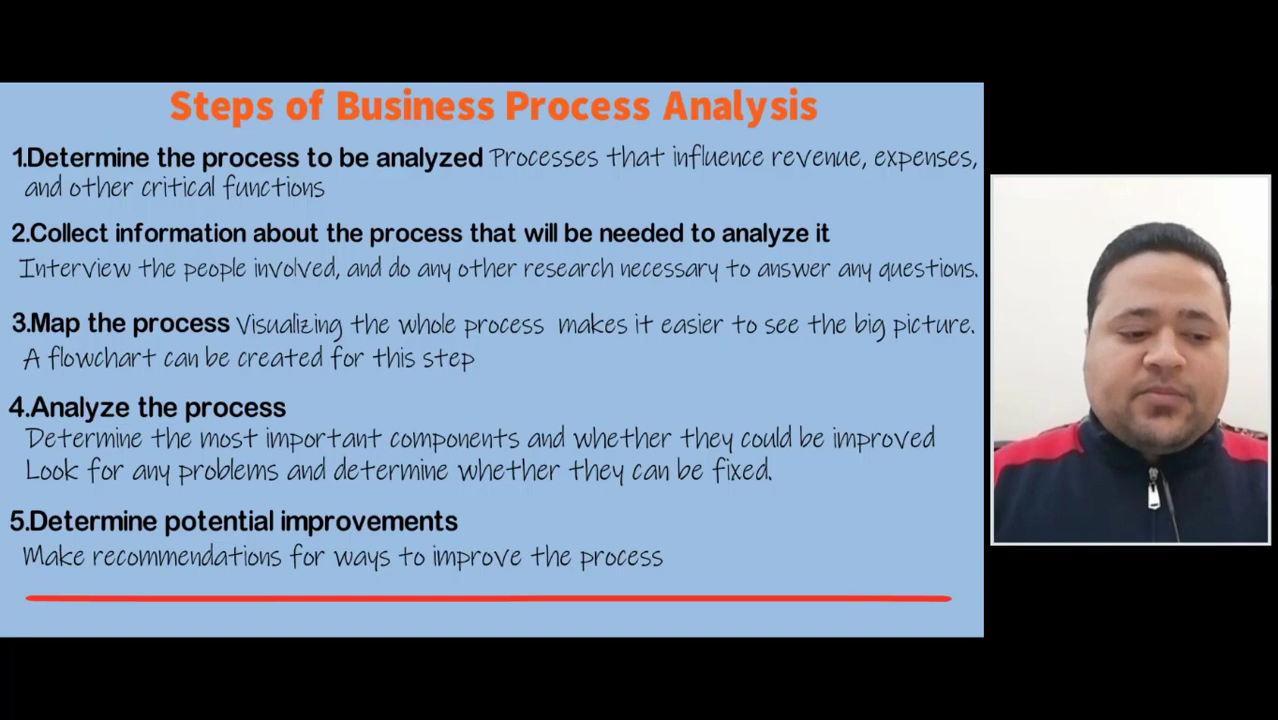 Steps of Business Process Analysis
1.Determine the process to be analyzed Processes that influence revenue, expenses,
and other critical functions
2.Collect information about the process that will be needed to analyze it
Interview the people involved, and do any other research necessary to answer any questions.
3.Map the process Visualizing the whole process makes it easier to see the big picture.
A flowchart can be created for this step
4.Analyze the process
Determine the most important components and whether they could be improved
Look for any problems and determine whether they can be fixed.
5.Determine potential improvements
Make recommendations for ways to improve the process